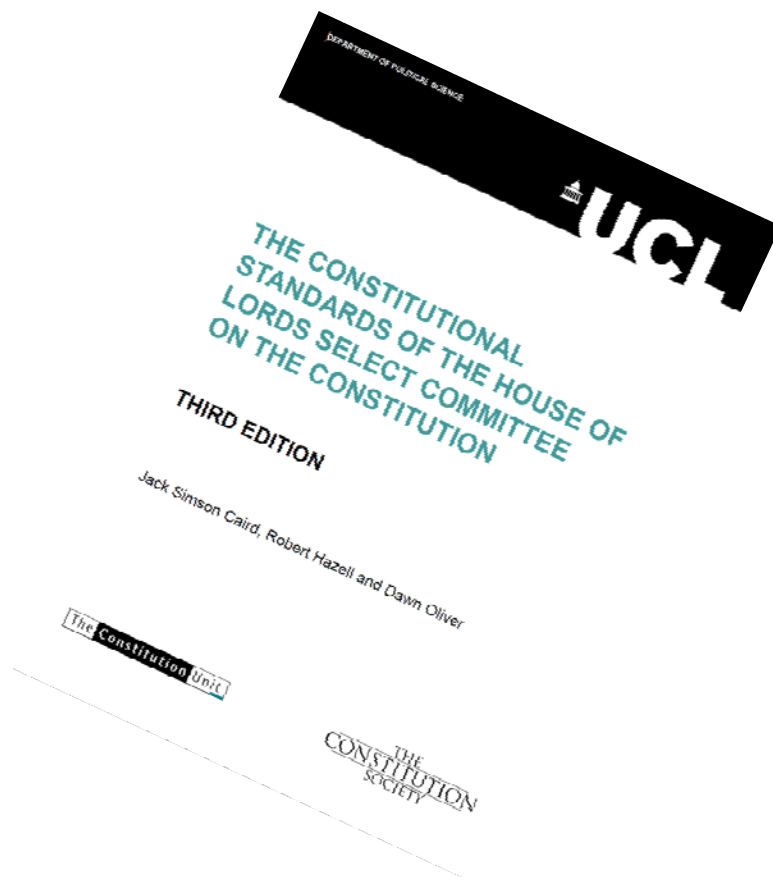 DEPARTMENT OF POLITICAL SCIENCE
UCL
THE CONSTITUTIONAL
STANDARDS OF THE HOUSE OF
LORDS SELECT COMMITTEE
ON THE CONSTITUTION
THIRD EDITION
Jack Simson Caird, Robert Hazell and Dawn Oliver
The Constitution Unit
THE
CONSTITUTION
SOCIETY